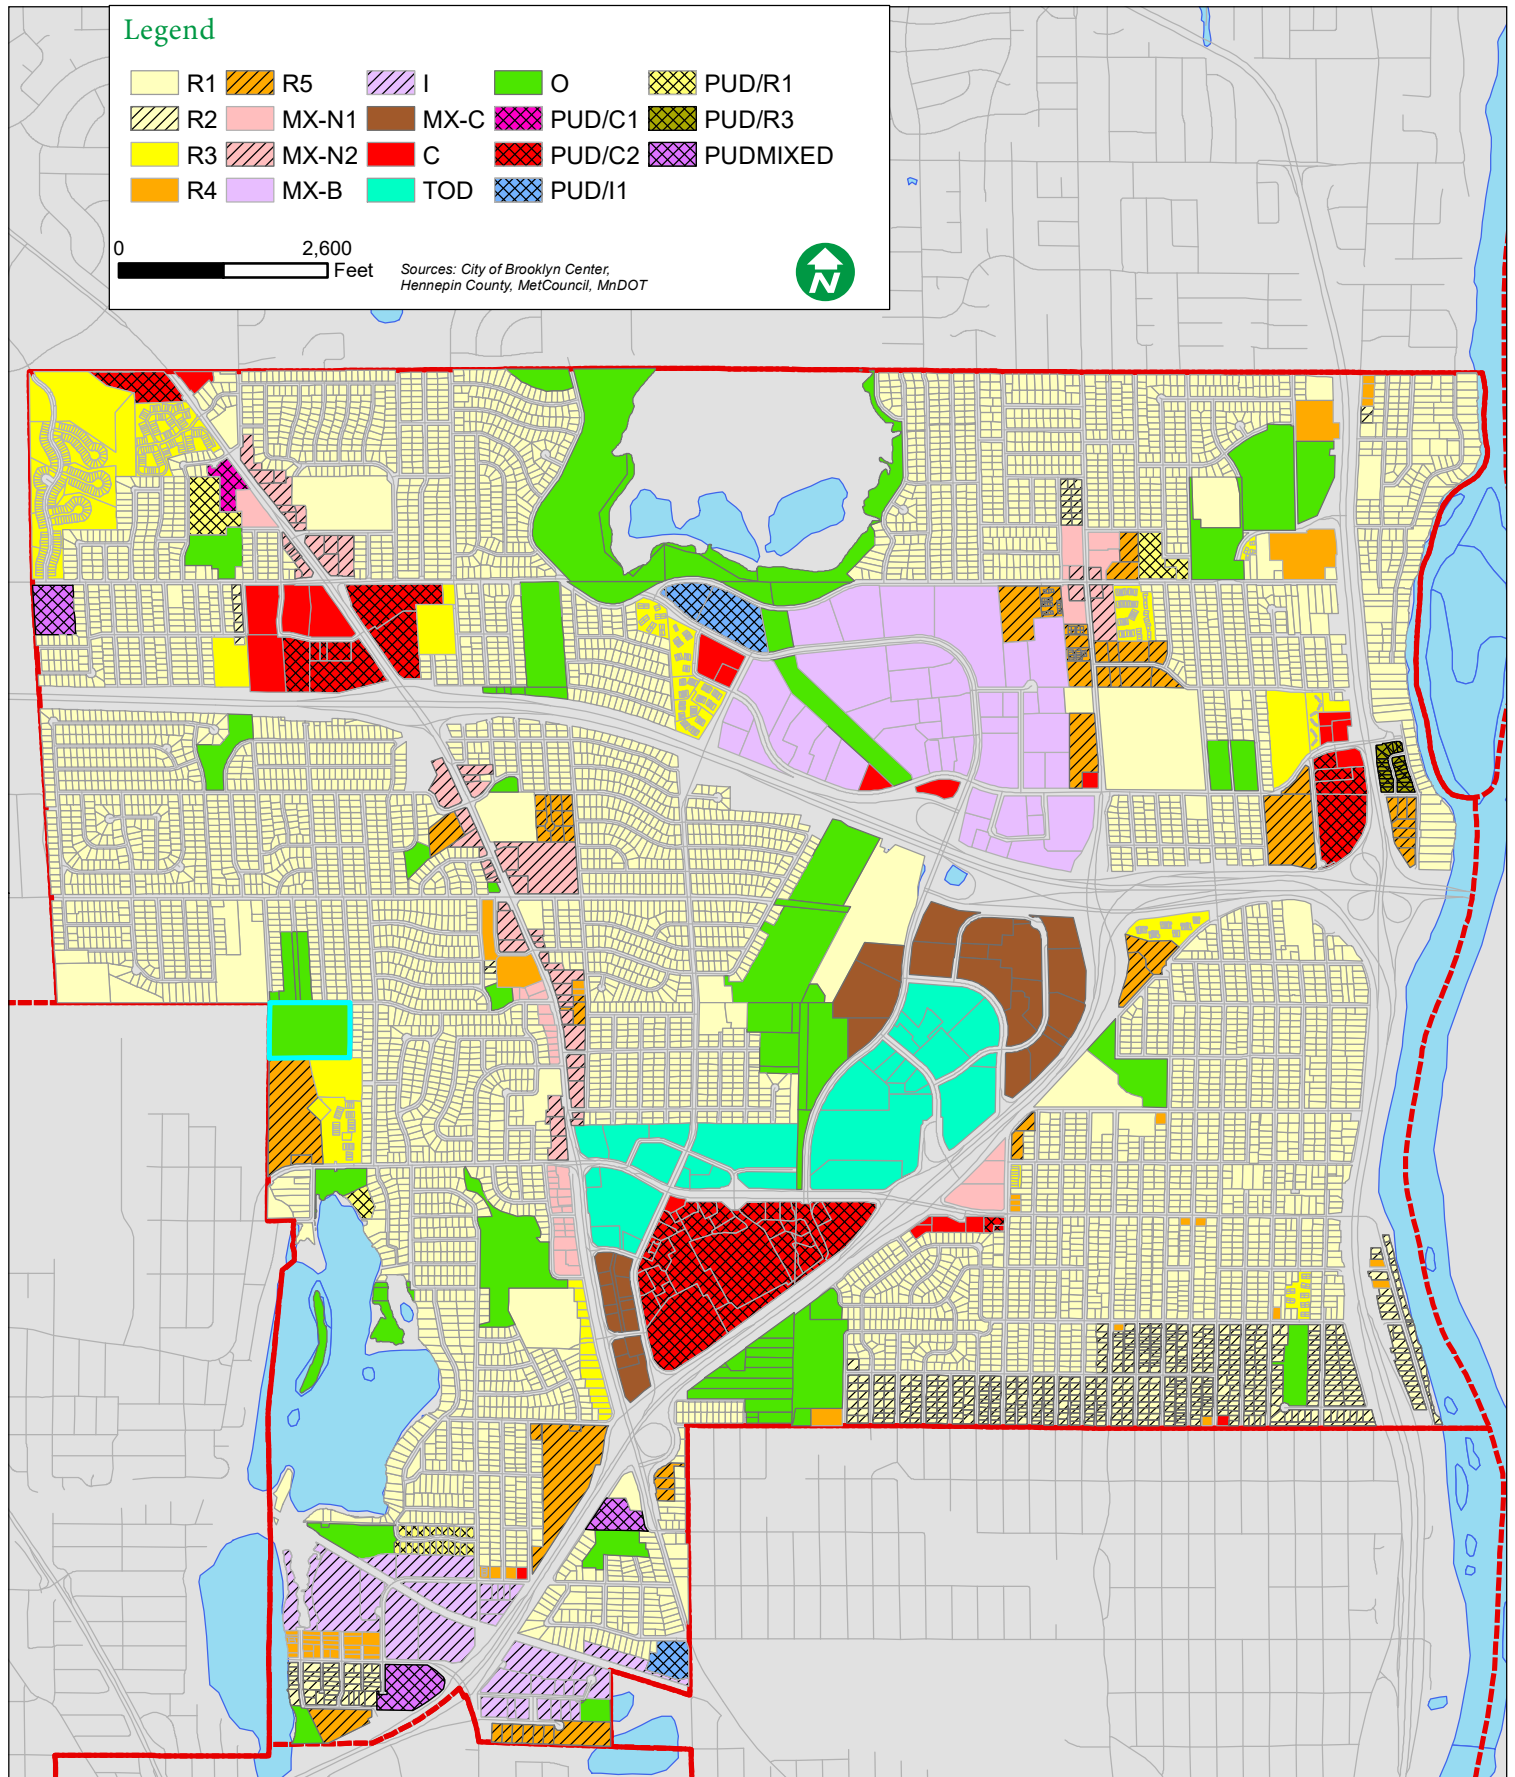 Legend
R1 R5 I O PUD/R1
R2 MX-N1 MX-C PUD/C1 PUD/R3
R3 MX-N2 C PUD/C2 PUDMIXED
R4 MX-B TOD PUD/I1
0 2,600
Feet
Sources: City of Brooklyn Center,
Hennepin County, MetCouncil, MnDOT
N